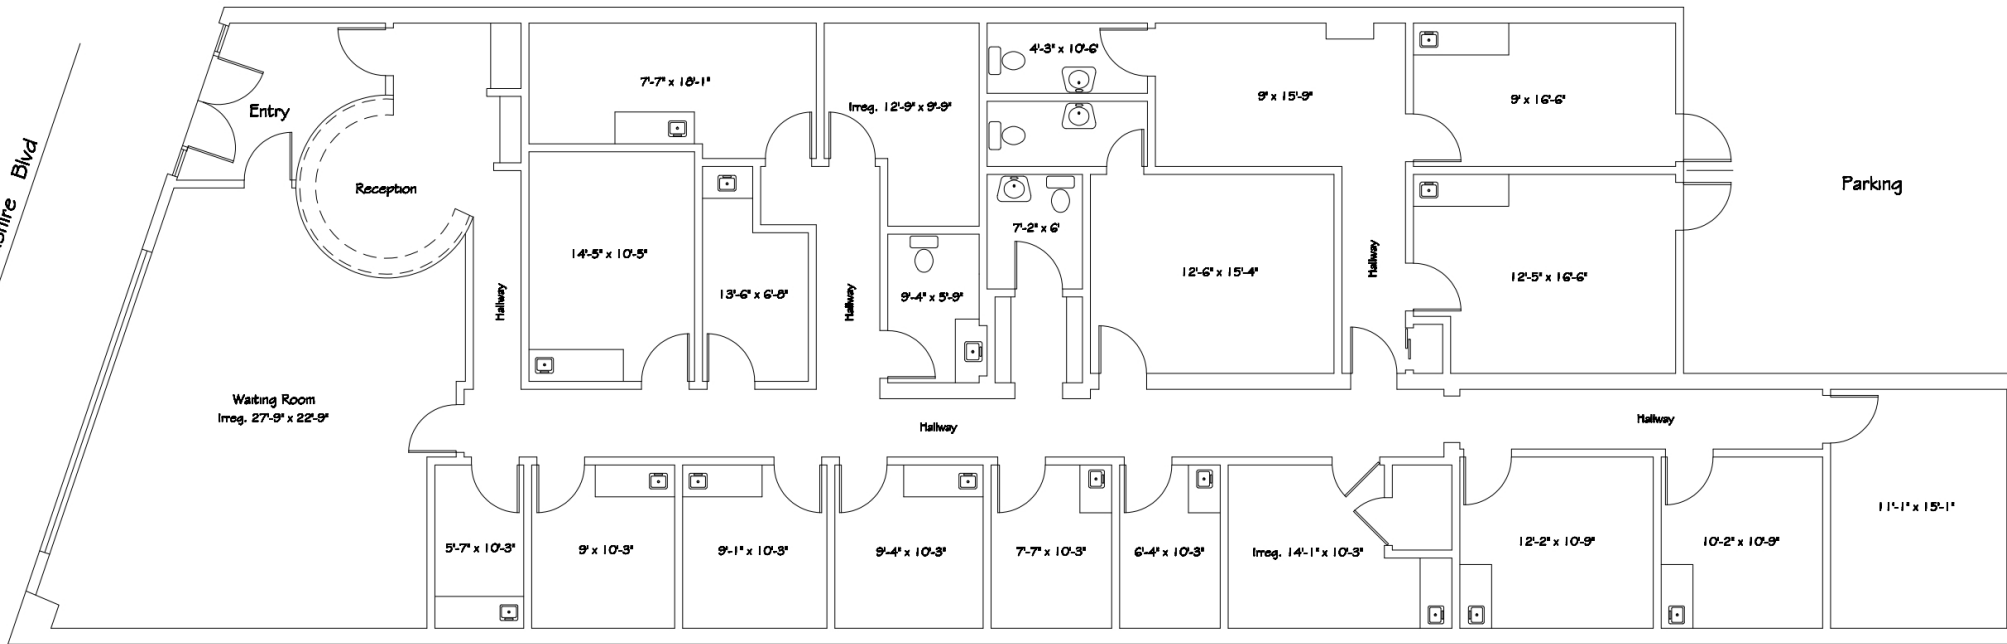 4'-3" x 10'-6"
7'-7" x 18'-1"
9" x 15'-9"
9' x 16'-6"
Irreg. 12'-9" x 9'-9"
Entry
Blvd
Parking
Reception
7'-2" x 6'
14'-5" x 10'-5"
Hallway
12'-6" x 15'-4"
12'-5" x 16'-6"
13'-6" x 6'-8"
9'-4" x 5'-9"
Hallway
Hallway
Waiting Room
Irreg. 27'-9" x 22'-9"
Hallway
Hallway
11'-1" x 15'-1"
5'-7" x 10'-3"
9' x 10'-3"
9'-1" x 10'-3"
9'-4" x 10'-3"
7'-7" x 10'-3"
6'-4" x 10'-3"
Irreg. 14'-1" x 10'-3"
12'-2" x 10'-9"
10'-2" x 10'-9"